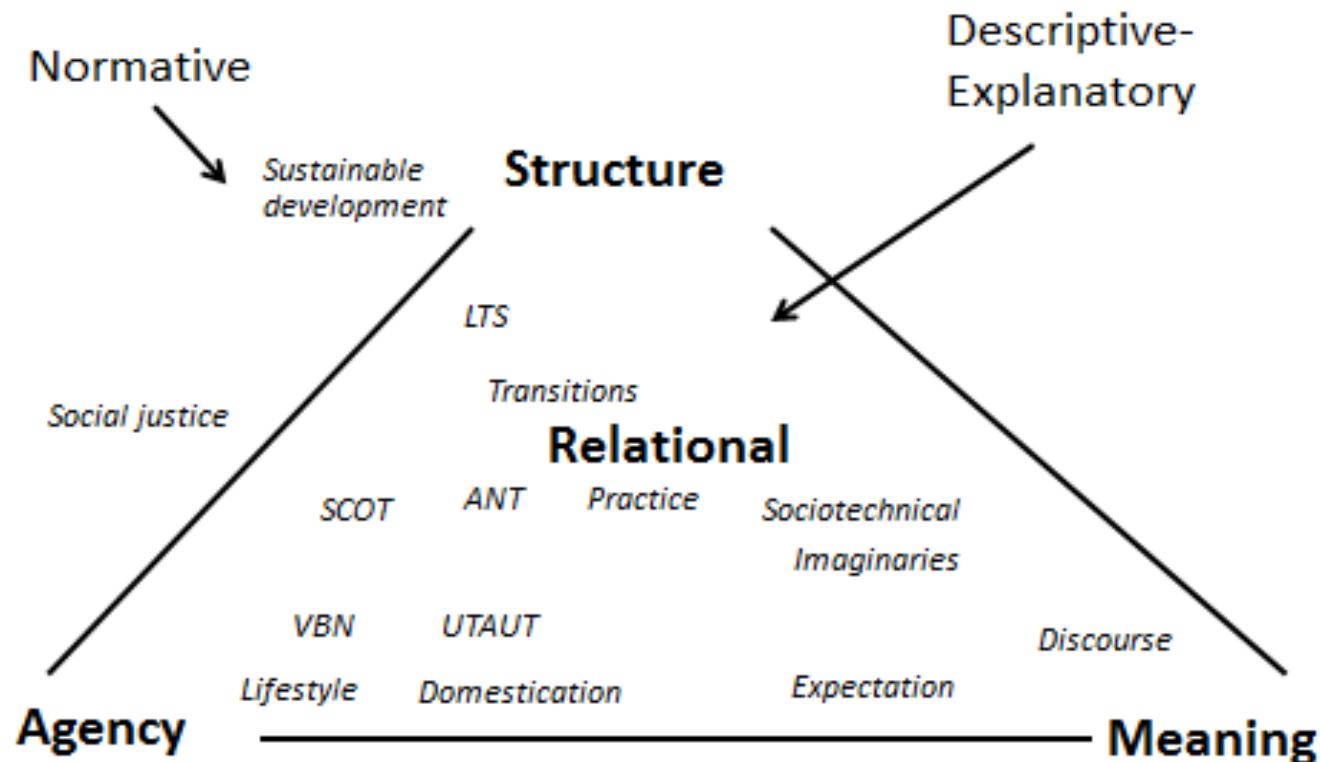 Normative
Descriptive-
Explanatory
Sustainable
development
Structure
LTS
Transitions
Social justice
Relational
SCOT
ANT
Practice
Sociotechnical
Imaginaries
VBN
UTAUT
Discourse
Lifestyle
Domestication
Expectation
Agency
Meaning